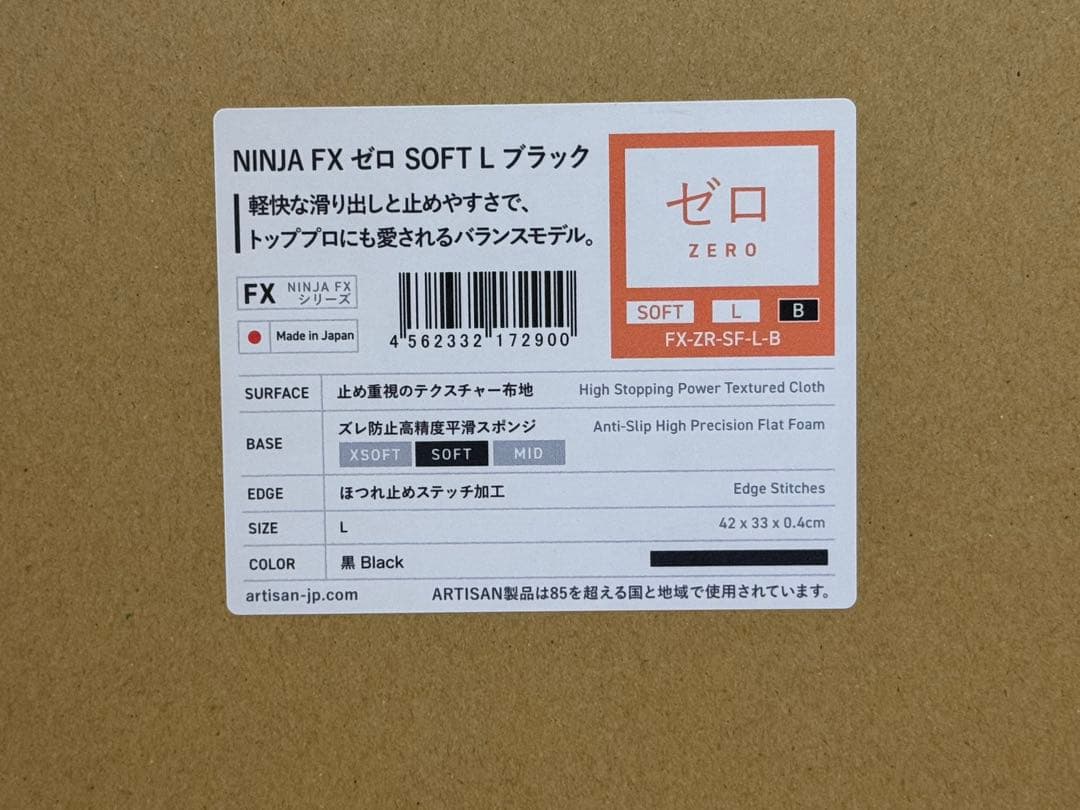 NINJA FX ゼロ SOFT L ブラック
軽快な滑り出しと止めやすさで、
トッププロにも愛されるバランスモデル。
FX NINJA FX
シリーズ
Made in Japan
4 562332 172900
ゼロ
ZERO
SOFT L B
FX-ZR-SF-L-B
SURFACE 止め重視のテクスチャー布地 High Stopping Power Textured Cloth
BASE ズレ防止高精度平滑スポンジ Anti-Slip High Precision Flat Foam
XSOFT SOFT MID
EDGE ほつれ止めステッチ加工 Edge Stitches
SIZE L 42 x 33 x 0.4cm
COLOR 黒 Black
artisan-jp.com ARTISAN製品は85を超える国と地域で使用されています。